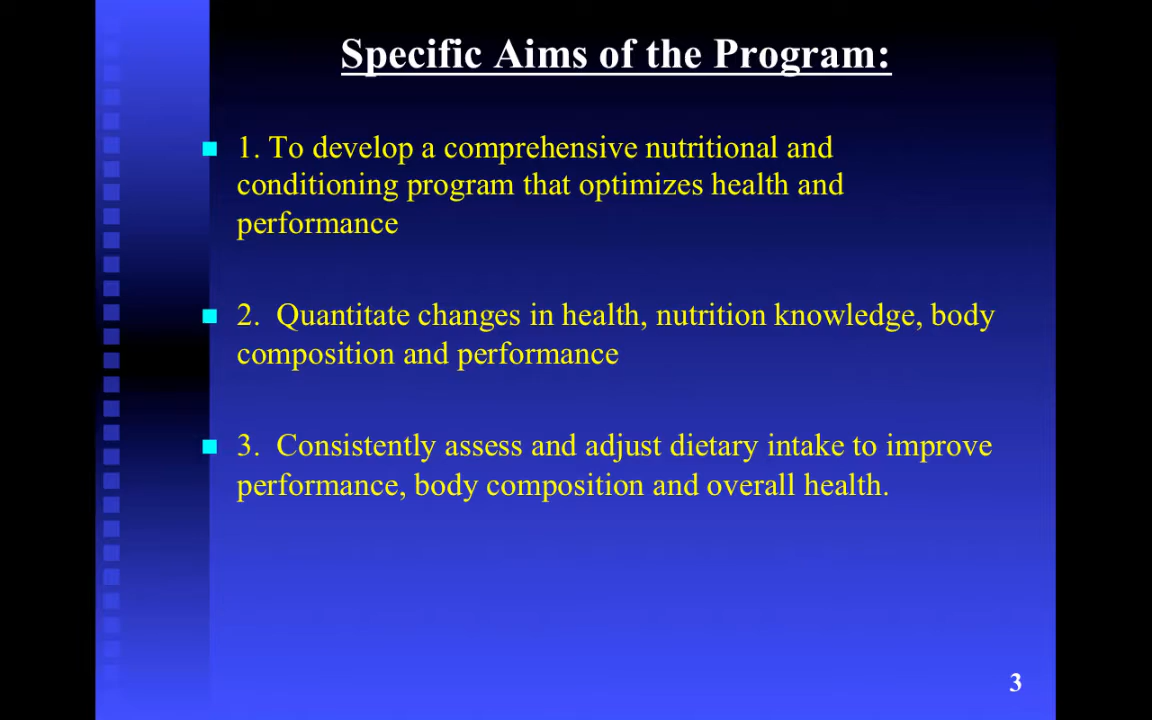 Specific Aims of the Program:
1. To develop a comprehensive nutritional and
conditioning program that optimizes health and
performance
2.  Quantitate changes in health, nutrition knowledge, body
composition and performance
3.  Consistently assess and adjust dietary intake to improve
performance, body composition and overall health.
3